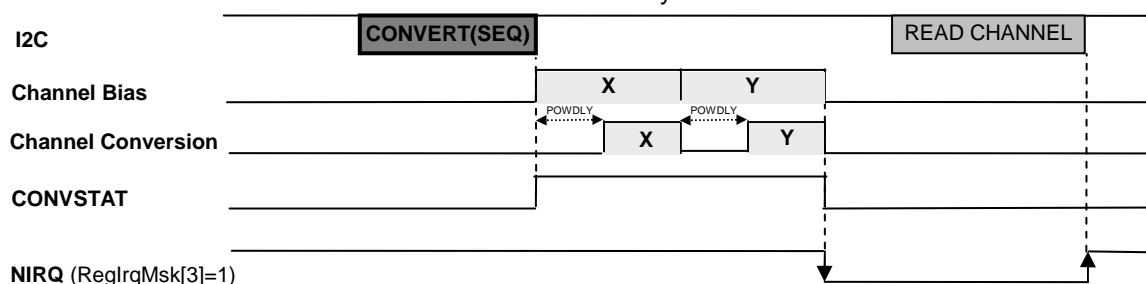 I2C CONVERT(SEQ) READ CHANNEL
Channel Bias X Y
POWDLY POWDLY
Channel Conversion X Y
CONVSTAT
NIRQ (RegIrqMsk[3]=1)